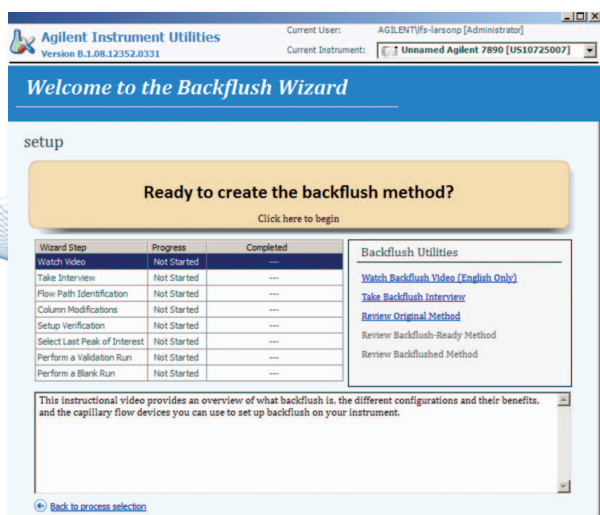 Agilent Instrument Utilities
Version B.1.08.12352.0331
Current User: AGILENT\lfs-larsonp [Administrator]
Current Instrument: Unnamed Agilent 7890 [US10725007]
Welcome to the Backflush Wizard
setup
Ready to create the backflush method?
Click here to begin
Wizard Step Progress Completed
Watch Video Not Started ---
Take Interview Not Started ---
Flow Path Identification Not Started ---
Column Modifications Not Started ---
Setup Verification Not Started ---
Select Last Peak of Interest Not Started ---
Perform a Validation Run Not Started ---
Perform a Blank Run Not Started ---
Backflush Utilities
Watch Backflush Video (English Only)
Take Backflush Interview
Review Original Method
Review Backflush-Ready Method
Review Backflushed Method
This instructional video provides an overview of what backflush is, the different configurations and their benefits,
and the capillary flow devices you can use to set up backflush on your instrument.
Back to process selection